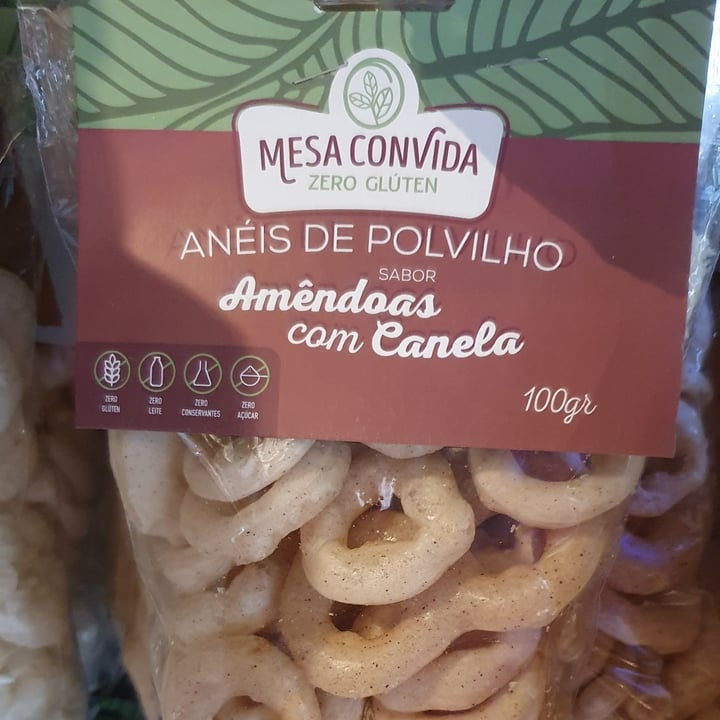 MESA CONVIDA
ZERO GLÚTEN
ANÉIS DE POLVILHO
SABOR
Amêndoas
com Canela
ZERO GLÚTEN
ZERO LEITE
ZERO CONSERVANTES
ZERO AÇÚCAR
100gr